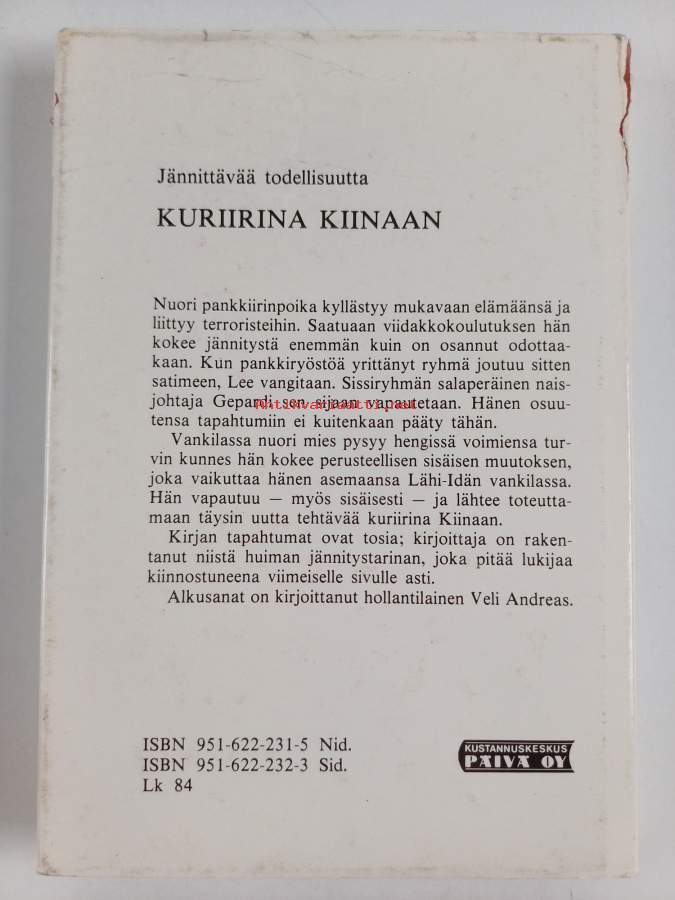 Jännittävää todellisuutta
KURIIRINA KIINAAN
Nuori pankkiirinpoika kyllästyy mukavaan elämäänsä ja
liittyy terroristeihin. Saatuaan viidakkokoulutuksen hän
kokee jännitystä enemmän kuin on osannut odottaa-
kaan. Kun pankkiryöstöä yrittänyt ryhmä joutuu sitten
satimeen, Lee vangitaan. Sissiryhmän salaperäinen nais-
johtaja Gepardi sen sijaan vapautetaan. Hänen osuu-
Antikvariaatti.net
tensa tapahtumiin ei kuitenkaan pääty tähän.
Vankilassa nuori mies pysyy hengissä voimiensa tur-
vin kunnes hän kokee perusteellisen sisäisen muutoksen,
joka vaikuttaa hänen asemaansa Lähi-Idän vankilassa.
Hän vapautuu — myös sisäisesti — ja lähtee toteutta-
maan täysin uutta tehtävää kuriirina Kiinaan.
Kirjan tapahtumat ovat tosia; kirjoittaja on raken-
tanut niistä huiman jännitystarinan, joka pitää lukijaa
kiinnostuneena viimeiselle sivulle asti.
Alkusanat on kirjoittanut hollantilainen Veli Andreas.
ISBN 951-622-231-5 Nid.
ISBN 951-622-232-3 Sid.
Lk 84
KUSTANNUSKESKUS
PÄIVÄ OY